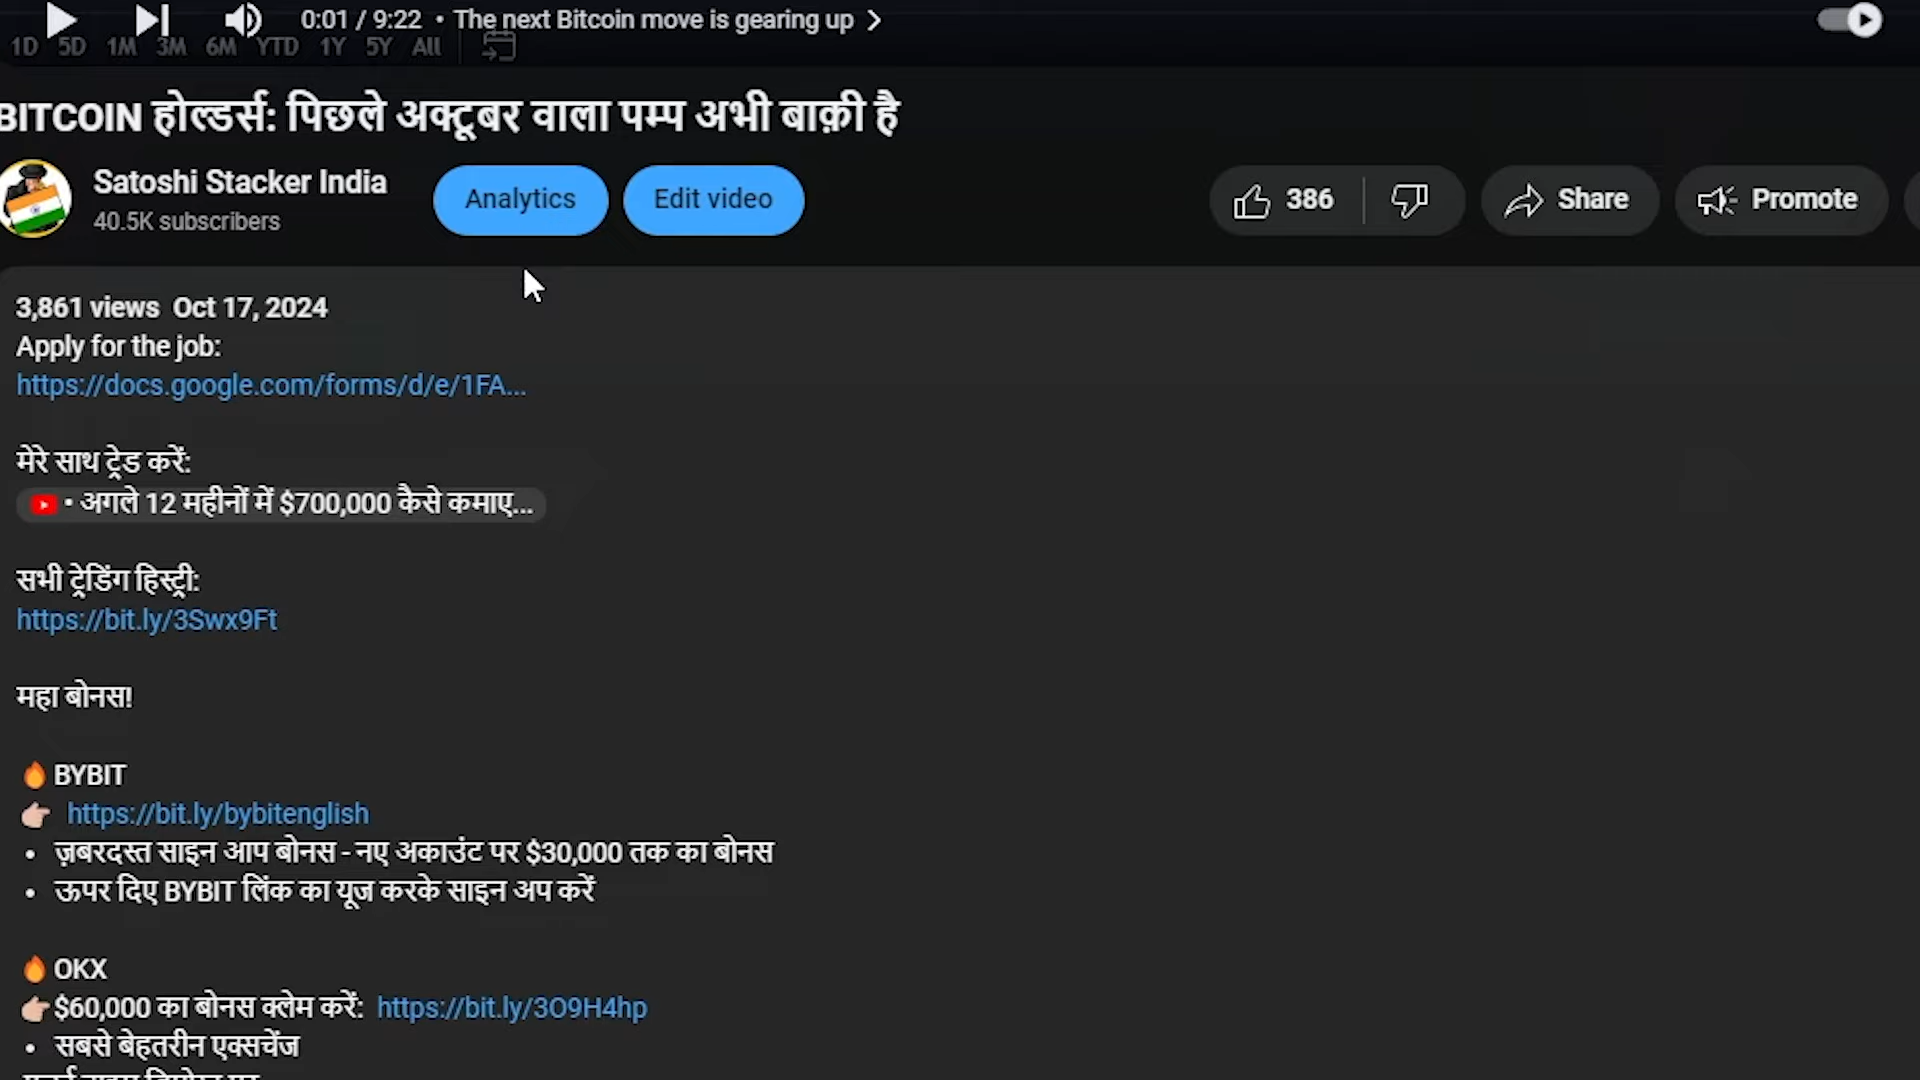 0:01 / 9:22 • The next Bitcoin move is gearing up
1D 5D 1M 3M 6M YTD 1Y 5Y All
BITCOIN होल्डर्स: पिछले अक्टूबर वाला पम्प अभी बाक़ी है
Satoshi Stacker India
40.5K subscribers
Analytics
Edit video
386
Share
Promote
3,861 views Oct 17, 2024
Apply for the job:
https://docs.google.com/forms/d/e/1FA...
मेरे साथ ट्रेड करें:
• अगले 12 महीनों में $700,000 कैसे कमाए...
सभी ट्रेडिंग हिस्ट्री:
https://bit.ly/3Swx9Ft
महा बोनस!
🔥 BYBIT
👉🏼 https://bit.ly/bybitenglish
• ज़बरदस्त साइन आप बोनस - नए अकाउंट पर $30,000 तक का बोनस
• ऊपर दिए BYBIT लिंक का यूज करके साइन अप करें
🔥 OKX
👉🏼 $60,000 का बोनस क्लेम करें: https://bit.ly/3O9H4hp
• सबसे बेहतरीन एक्सचेंज